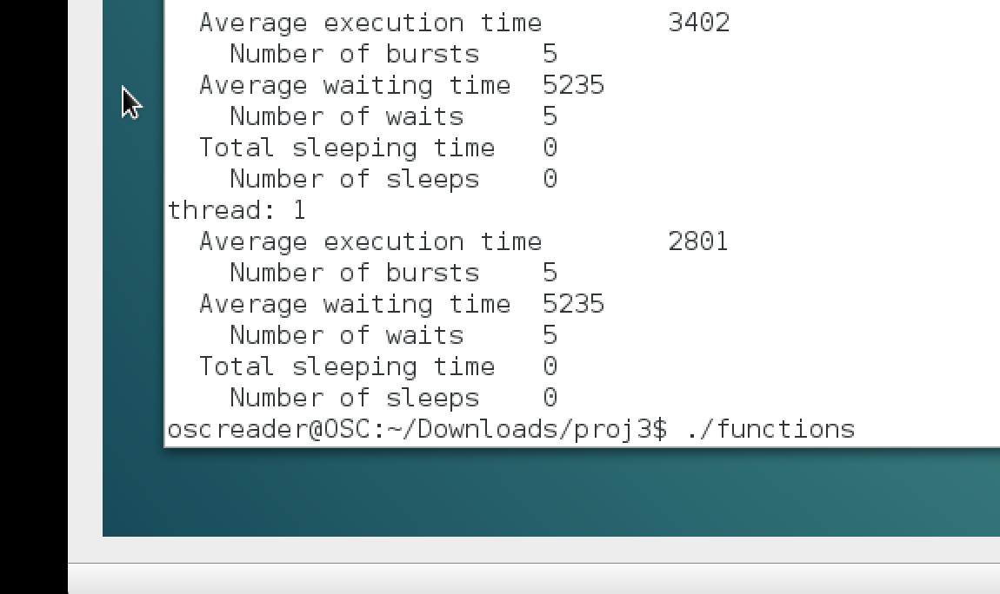 Average execution time 3402
Number of bursts 5
Average waiting time 5235
Number of waits 5
Total sleeping time 0
Number of sleeps 0
thread: 1
Average execution time 2801
Number of bursts 5
Average waiting time 5235
Number of waits 5
Total sleeping time 0
Number of sleeps 0
oscreader@OSC:~/Downloads/proj3$ ./functions